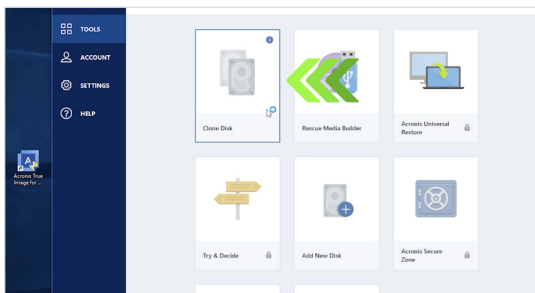 TOOLS
ACCOUNT
SETTINGS
HELP
Acronis True
Image for ...
Clone Disk
Rescue Media Builder
Acronis Universal
Restore
Try & Decide
Add New Disk
Acronis Secure
Zone